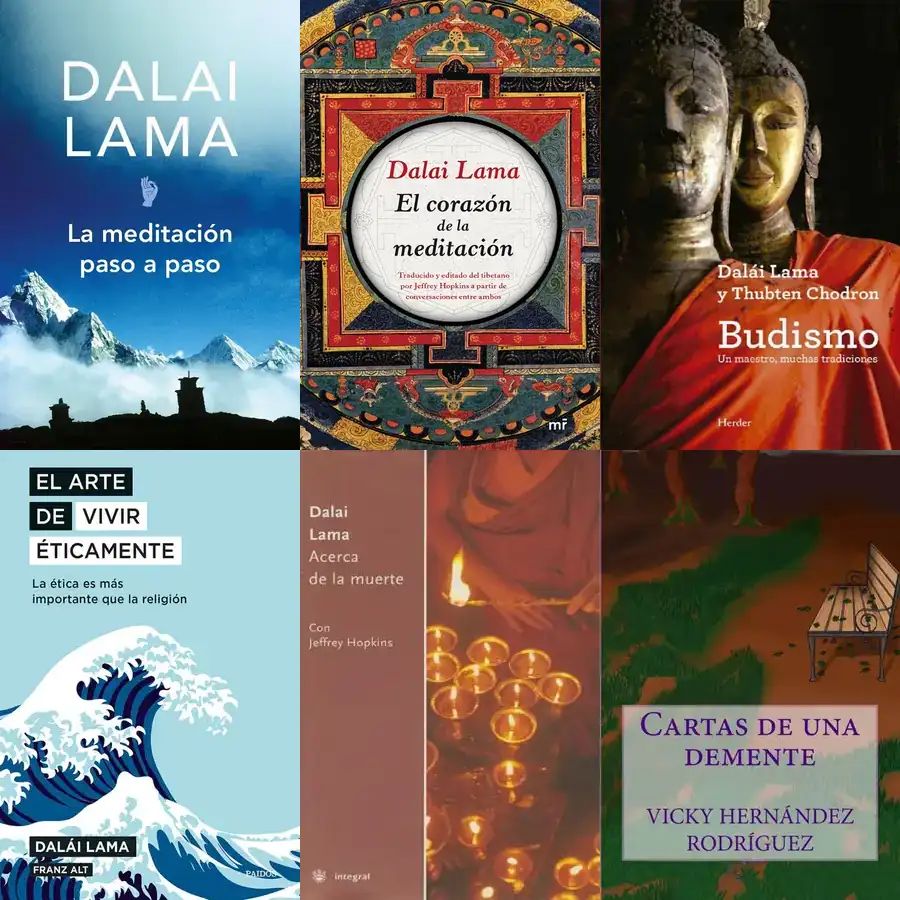 DALAI
LAMA
La meditación
paso a paso
Dalai Lama
El corazón
de la
meditación
Traducido y editado del tibetano
por Jeffrey Hopkins a partir de
conversaciones entre ambos
mr
Dalái Lama
y Thubten Chodron
Budismo
Un maestro, muchas tradiciones
Herder
EL ARTE
DE VIVIR
ÉTICAMENTE
La ética es más
importante que la religión
DALÁI LAMA
FRANZ ALT
PAIDÓS
Dalai
Lama
Acerca
de la muerte
Con
Jeffrey Hopkins
integral
CARTAS DE UNA
DEMENTE
VICKY HERNÁNDEZ
RODRÍGUEZ